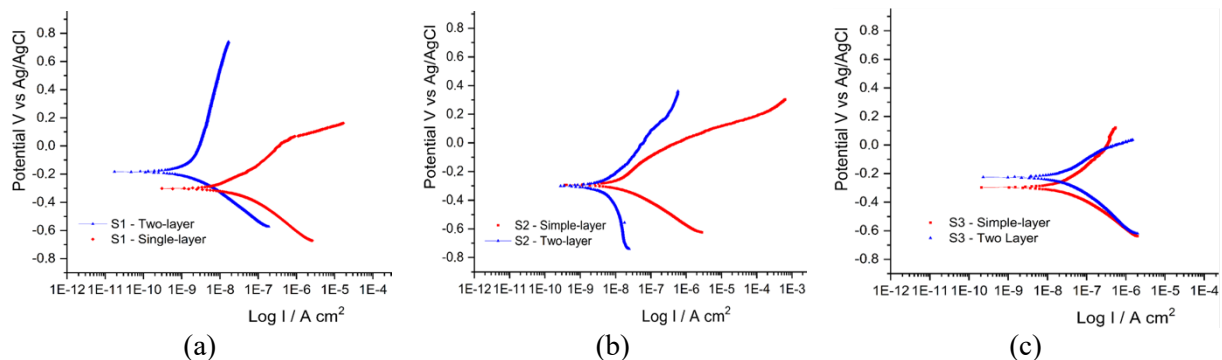 Potential V vs Ag/AgCl
0.8
0.6
0.4
0.2
0.0
-0.2
-0.4
-0.6
-0.8
S1 - Two-layer
S1 - Single-layer
1E-12 1E-11 1E-10 1E-9 1E-8 1E-7 1E-6 1E-5 1E-4
Log I / A cm2
(a)
Potential V vs Ag/AgCl
0.8
0.6
0.4
0.2
0.0
-0.2
-0.4
-0.6
-0.8
S2 - Simple-layer
S2 - Two-layer
1E-12 1E-11 1E-10 1E-9 1E-8 1E-7 1E-6 1E-5 1E-4 1E-3
Log I / A cm2
(b)
Potential V vs Ag/AgCl
0.8
0.6
0.4
0.2
0.0
-0.2
-0.4
-0.6
-0.8
S3 - Simple-layer
S3 - Two Layer
1E-12 1E-11 1E-10 1E-9 1E-8 1E-7 1E-6 1E-5 1E-4
Log I / A cm2
(c)